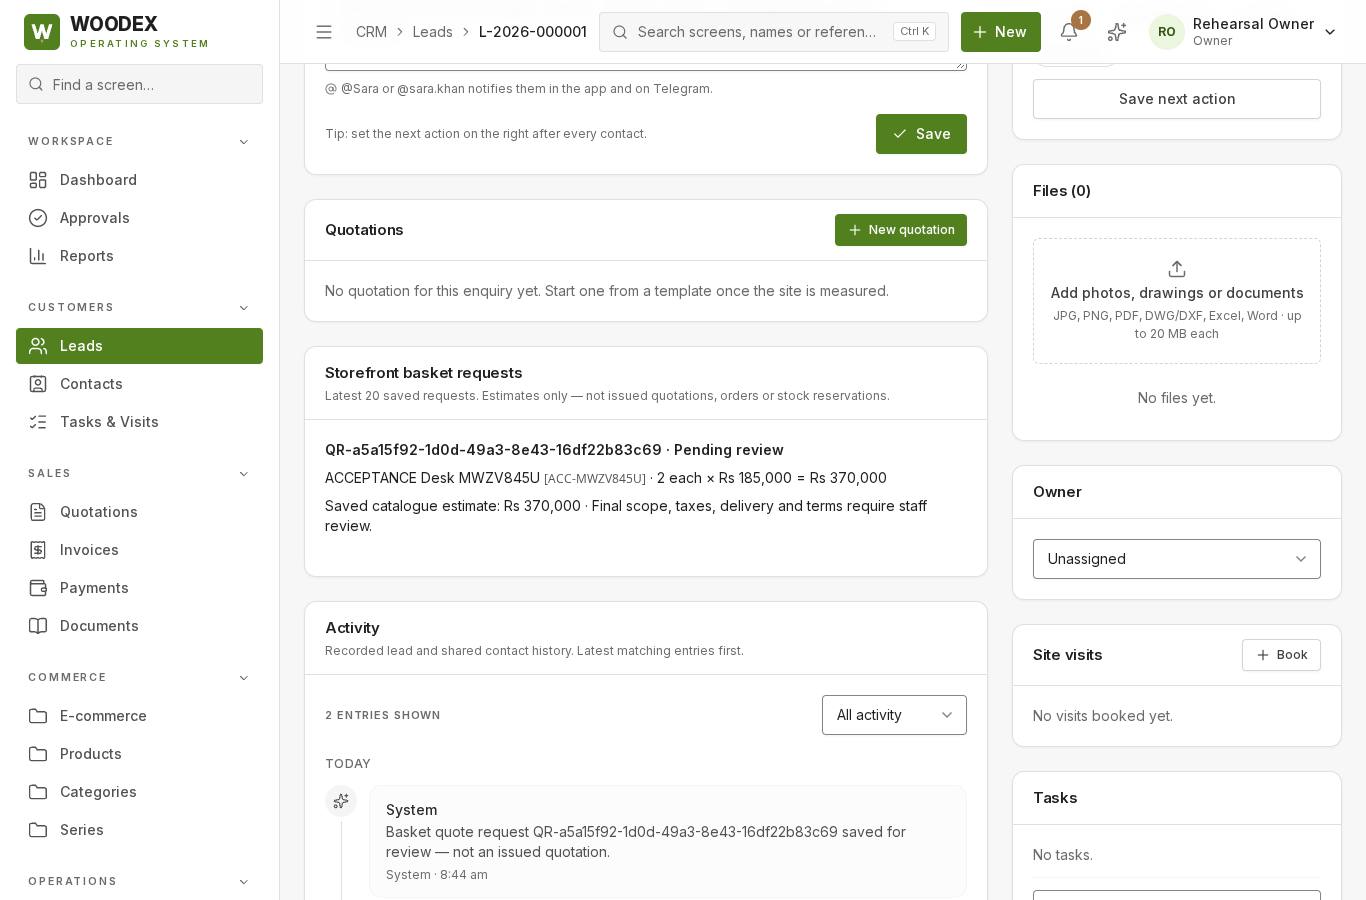 W
WOODEX
OPERATING SYSTEM
Find a screen...
WORKSPACE
Dashboard
Approvals
Reports
CUSTOMERS
Leads
Contacts
Tasks & Visits
SALES
Quotations
Invoices
Payments
Documents
COMMERCE
E-commerce
Products
Categories
Series
OPERATIONS
CRM > Leads > L-2026-000001
Search screens, names or referen... Ctrl K
New
1
RO
Rehearsal Owner
Owner
@ @Sara or @sara.khan notifies them in the app and on Telegram.
Tip: set the next action on the right after every contact.
Save
Quotations
New quotation
No quotation for this enquiry yet. Start one from a template once the site is measured.
Storefront basket requests
Latest 20 saved requests. Estimates only — not issued quotations, orders or stock reservations.
QR-a5a15f92-1d0d-49a3-8e43-16df22b83c69 · Pending review
ACCEPTANCE Desk MWZV845U [ACC-MWZV845U] · 2 each × Rs 185,000 = Rs 370,000
Saved catalogue estimate: Rs 370,000 · Final scope, taxes, delivery and terms require staff
review.
Activity
Recorded lead and shared contact history. Latest matching entries first.
2 ENTRIES SHOWN
All activity
TODAY
System
Basket quote request QR-a5a15f92-1d0d-49a3-8e43-16df22b83c69 saved for
review — not an issued quotation.
System · 8:44 am
Save next action
Files (0)
Add photos, drawings or documents
JPG, PNG, PDF, DWG/DXF, Excel, Word · up
to 20 MB each
No files yet.
Owner
Unassigned
Site visits
Book
No visits booked yet.
Tasks
No tasks.